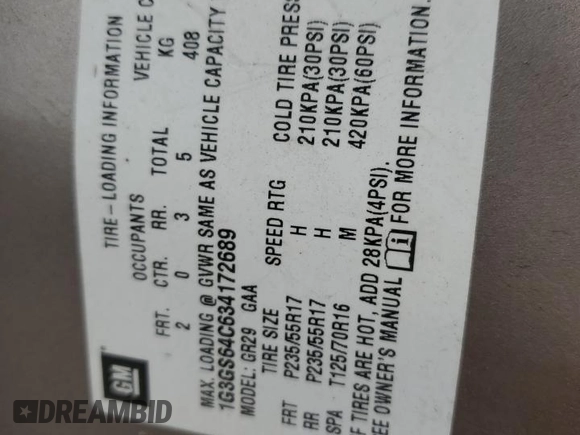 GM
TIRE-LOADING INFORMATION
OCCUPANTS VEHICLE C
FRT. CTR. RR. TOTAL KG
2 0 3 5 408
MAX. LOADING @ GVWR SAME AS VEHICLE CAPACITY
1G3GS64C634172689
MODEL: GR29 GAA
TIRE SIZE SPEED RTG COLD TIRE PRESS
FRT P235/55R17 H 210KPA(30PSI)
RR P235/55R17 H 210KPA(30PSI)
SPA T125/70R16 M 420KPA(60PSI)
F TIRES ARE HOT, ADD 28KPA(4PSI).
EE OWNER'S MANUAL i FOR MORE INFORMATION.
DREAMBID